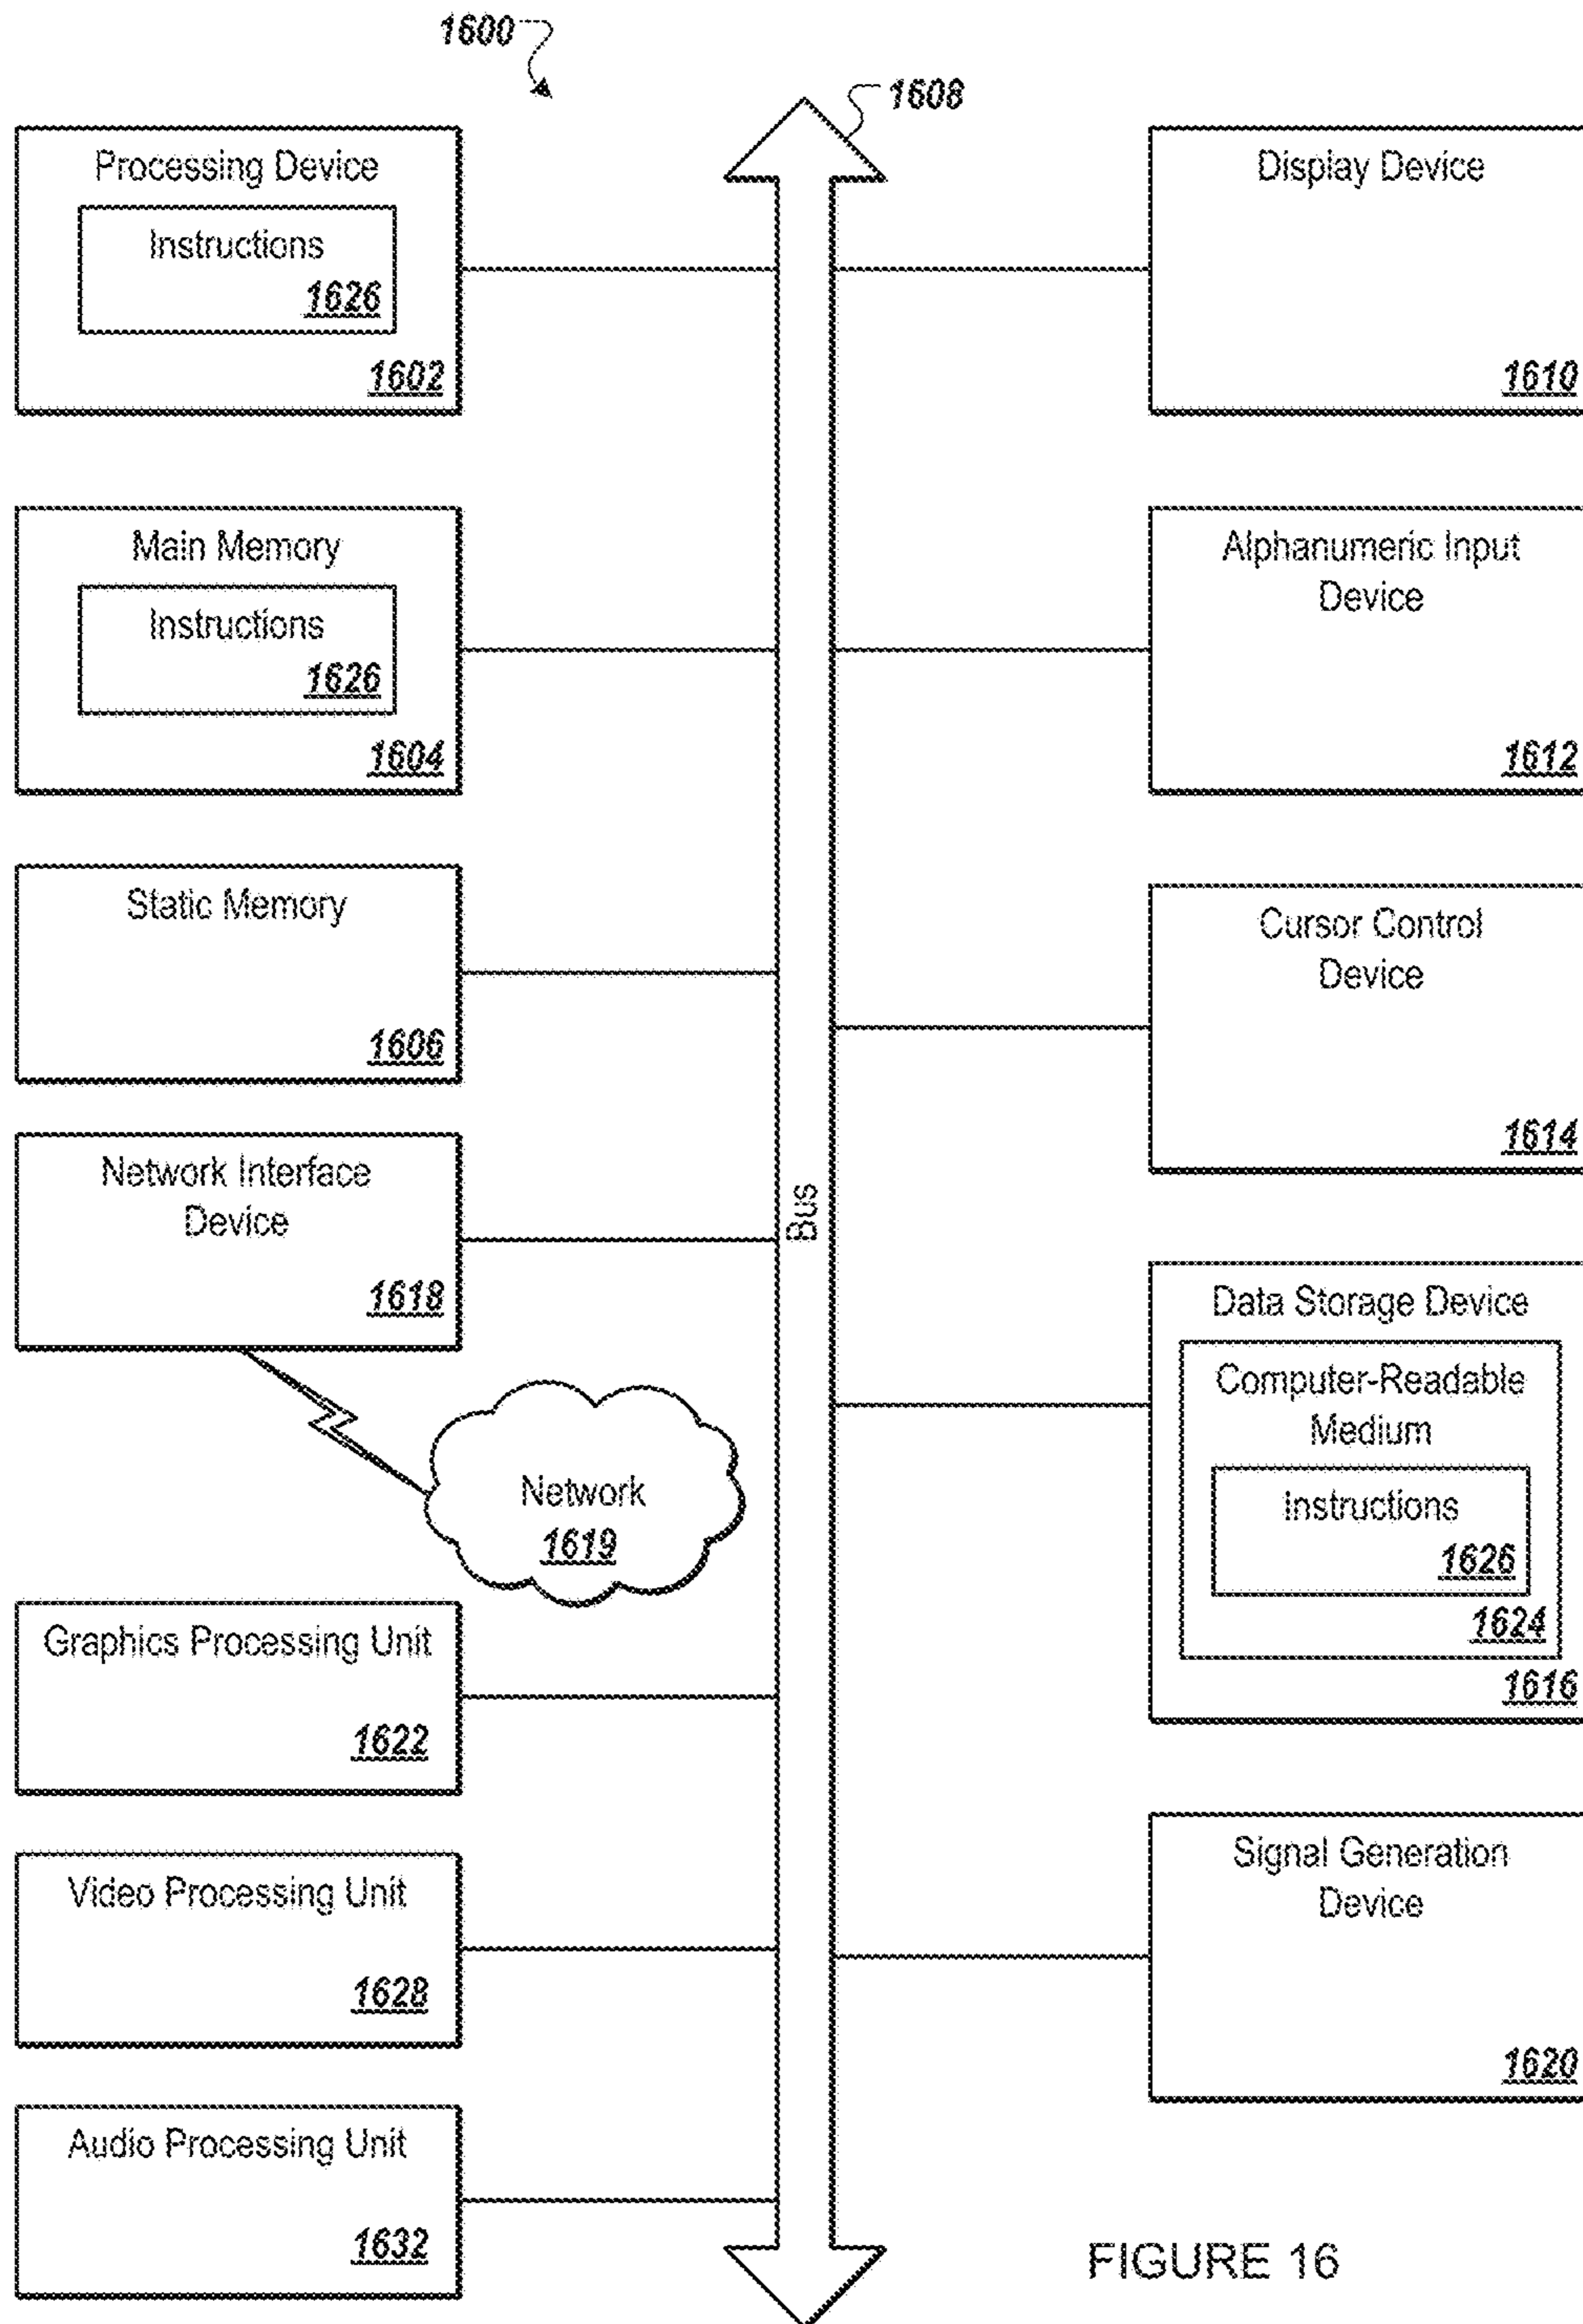 1600
1608
Processing Device
Instructions
1626
1602
Main Memory
Instructions
1626
1604
Static Memory
1606
Network Interface
Device
1618
Network
1619
Graphics Processing Unit
1622
Video Processing Unit
1628
Audio Processing Unit
1632
Bus
Display Device
1610
Alphanumeric Input
Device
1612
Cursor Control
Device
1614
Data Storage Device
Computer-Readable
Medium
Instructions
1626
1624
1616
Signal Generation
Device
1620
FIGURE 16